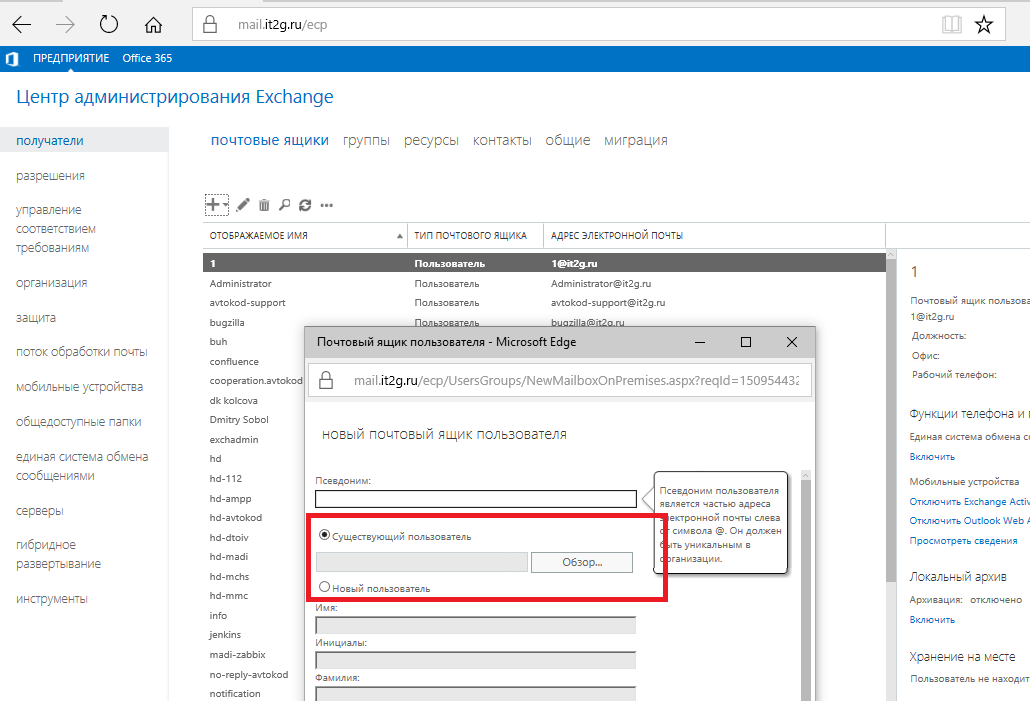 mail.it2g.ru/ecp
ПРЕДПРИЯТИЕ Office 365
Центр администрирования Exchange
получатели
разрешения
управление
соответствием
требованиям
организация
защита
поток обработки почты
мобильные устройства
общедоступные папки
единая система обмена
сообщениями
серверы
гибридное
развертывание
инструменты
почтовые ящики группы ресурсы контакты общие миграция
ОТОБРАЖАЕМОЕ ИМЯ ТИП ПОЧТОВОГО ЯЩИКА АДРЕС ЭЛЕКТРОННОЙ ПОЧТЫ
1 Пользователь 1@it2g.ru
Administrator Пользователь Administrator@it2g.ru
avtokod-support Пользователь avtokod-support@it2g.ru
bugzilla Пользователь bugzilla@it2g.ru
buh
confluence
cooperation.avtokod
dk kolcova
Dmitry Sobol
exchadmin
hd
hd-112
hd-ampp
hd-avtokod
hd-dtoiv
hd-madi
hd-mchs
hd-mmc
info
jenkins
madi-zabbix
no-reply-avtokod
notification
Почтовый ящик пользователя - Microsoft Edge
mail.it2g.ru/ecp/UsersGroups/NewMailboxOnPremises.aspx?reqId=150954432
новый почтовый ящик пользователя
Псевдоним:
Существующий пользователь
Обзор...
Новый пользователь
Имя:
Инициалы:
Фамилия:
Псевдоним пользователя
является частью адреса
электронной почты слева
от символа @. Он должен
быть уникальным в
организации.
1
Почтовый ящик пользова
1@it2g.ru
Должность:
Офис:
Рабочий телефон:
Функции телефона и
Единая система обмена со
Включить
Мобильные устройства
Отключить Exchange Activ
Отключить Outlook Web A
Просмотреть сведения
Локальный архив
Архивация: отключено
Включить
Хранение на месте
Пользователь не находит